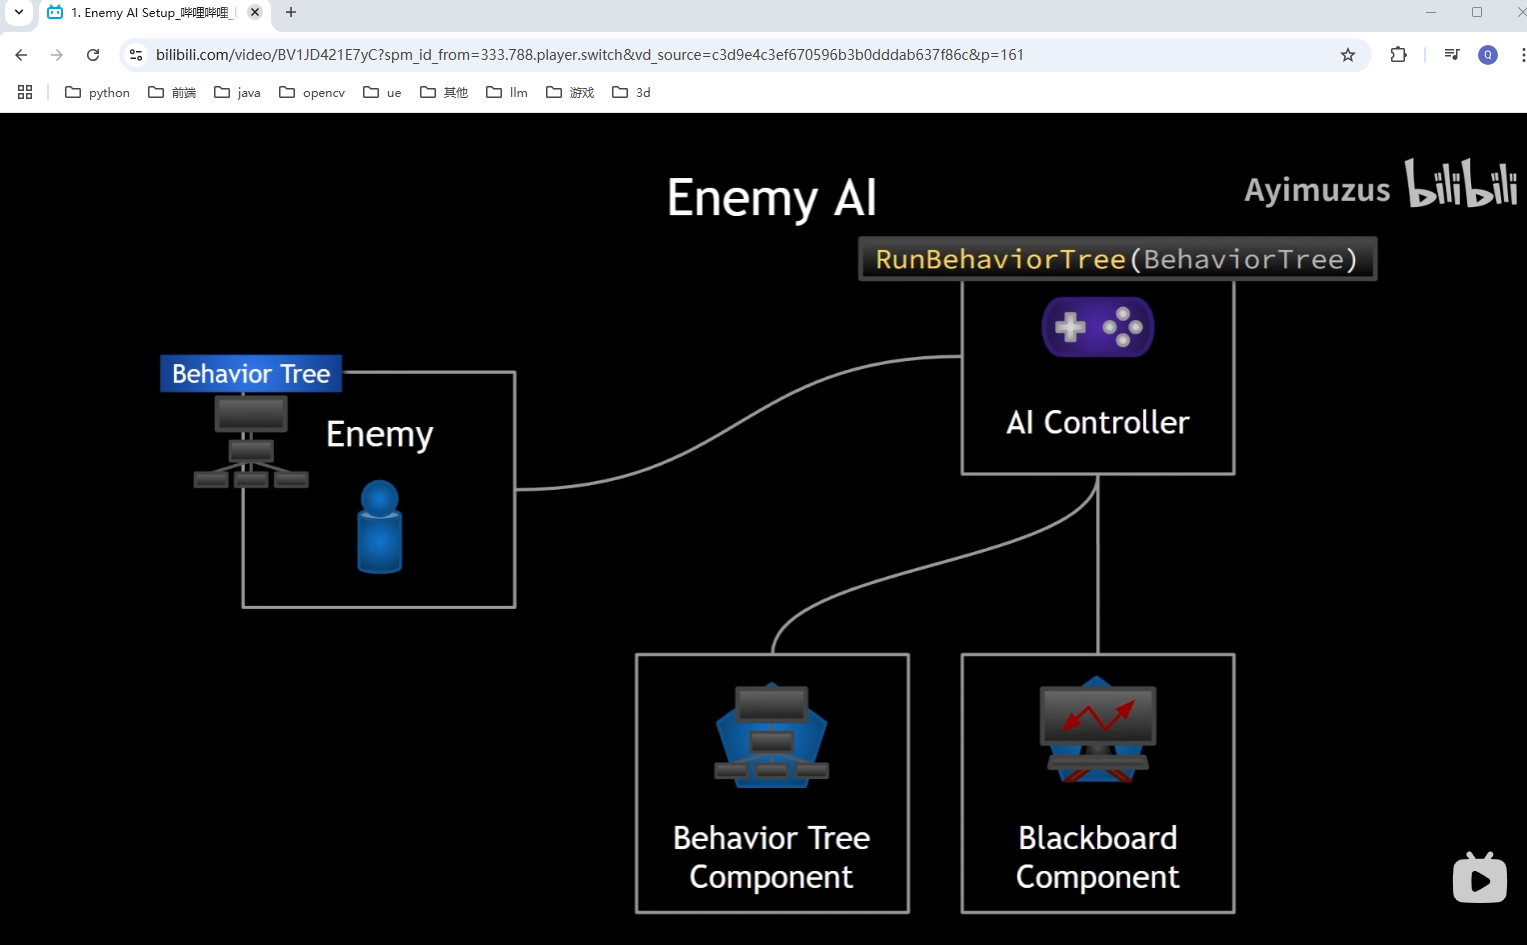 1. Enemy AI Setup_哔哩哔哩_
bilibili.com/video/BV1JD421E7yC?spm_id_from=333.788.player.switch&vd_source=c3d9e4c3ef670596b3b0dddab637f86c&p=161
Q
python 前端 java opencv ue 其他 llm 游戏 3d
Enemy AI
Ayimuzus bilibili
RunBehaviorTree(BehaviorTree)
Behavior Tree
Enemy
AI Controller
Behavior Tree
Component
Blackboard
Component